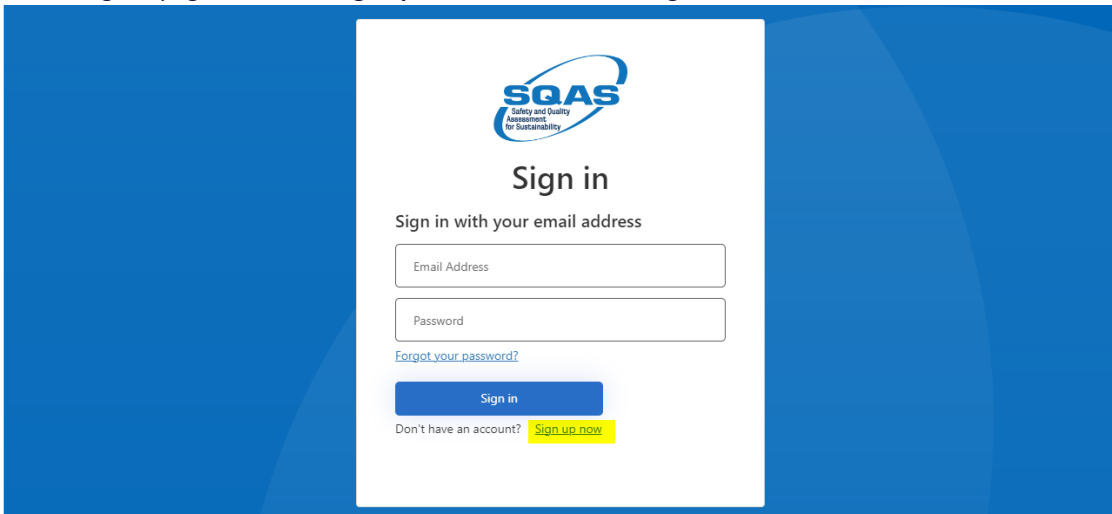 SQAS
Safety and Quality
Assessment
for Sustainability
Sign in
Sign in with your email address
Email Address
Password
Forgot your password?
Sign in
Don't have an account? Sign up now